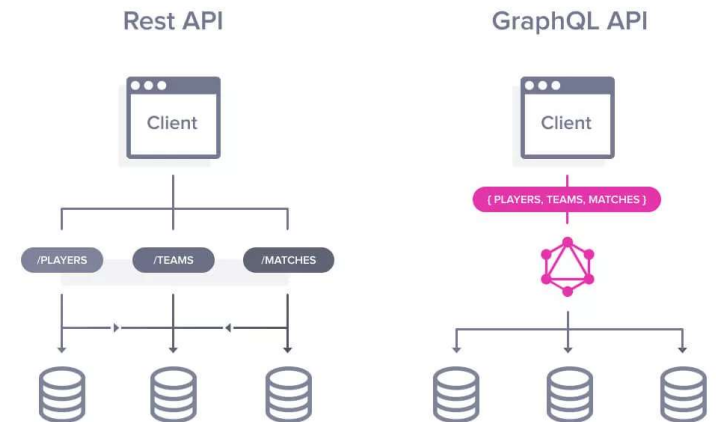 Rest API
GraphQL API
Client
Client
{ PLAYERS, TEAMS, MATCHES }
/PLAYERS
/TEAMS
/MATCHES